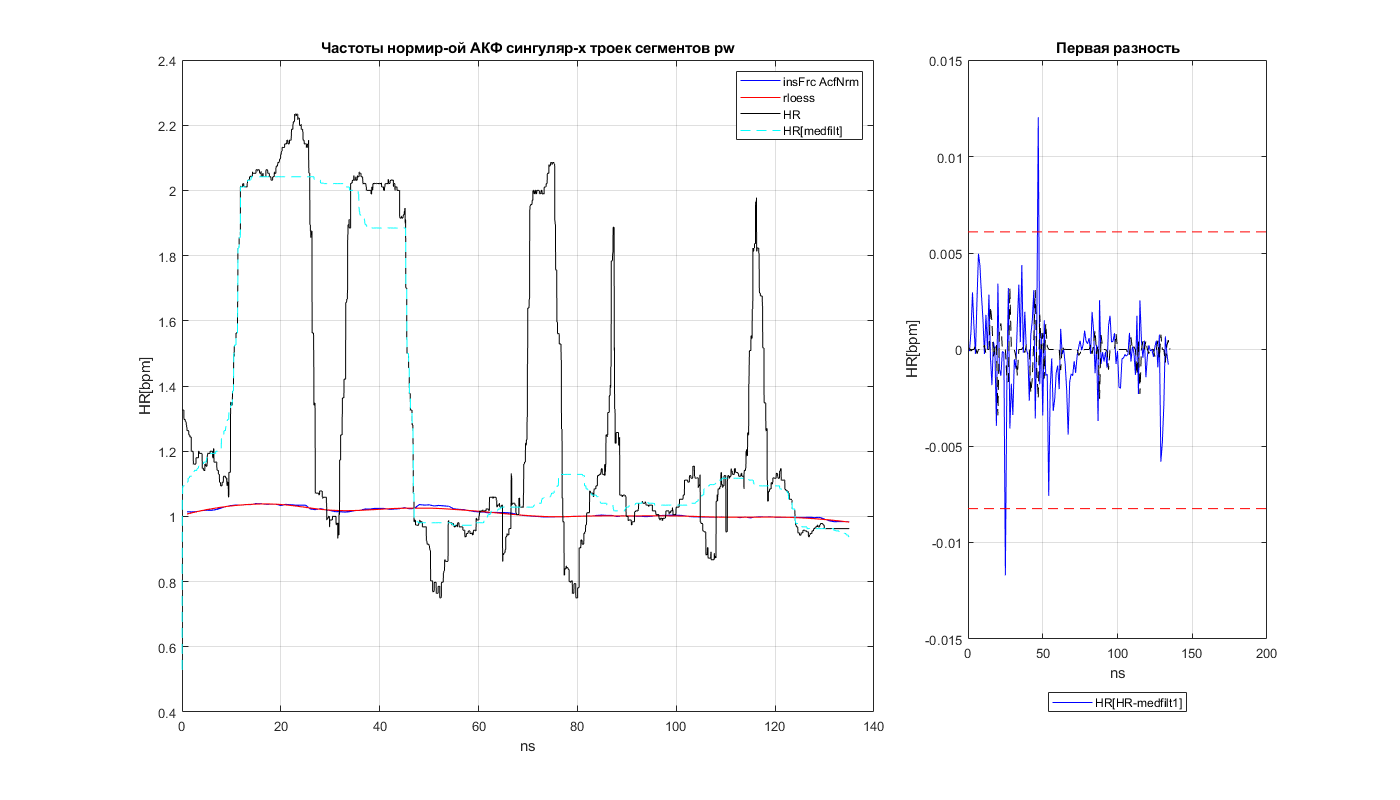 Частоты нормир-ой АКФ сингуляр-х троек сегментов pw
2.4
2.2
2
1.8
1.6
1.4
1.2
1
0.8
0.6
0.4
HR[bpm]
0 20 40 60 80 100 120 140
ns
insFrc AcfNrm
rloess
HR
HR[medfilt]
Первая разность
0.015
0.01
0.005
0
-0.005
-0.01
-0.015
HR[bpm]
0 50 100 150 200
ns
HR[HR-medfilt1]